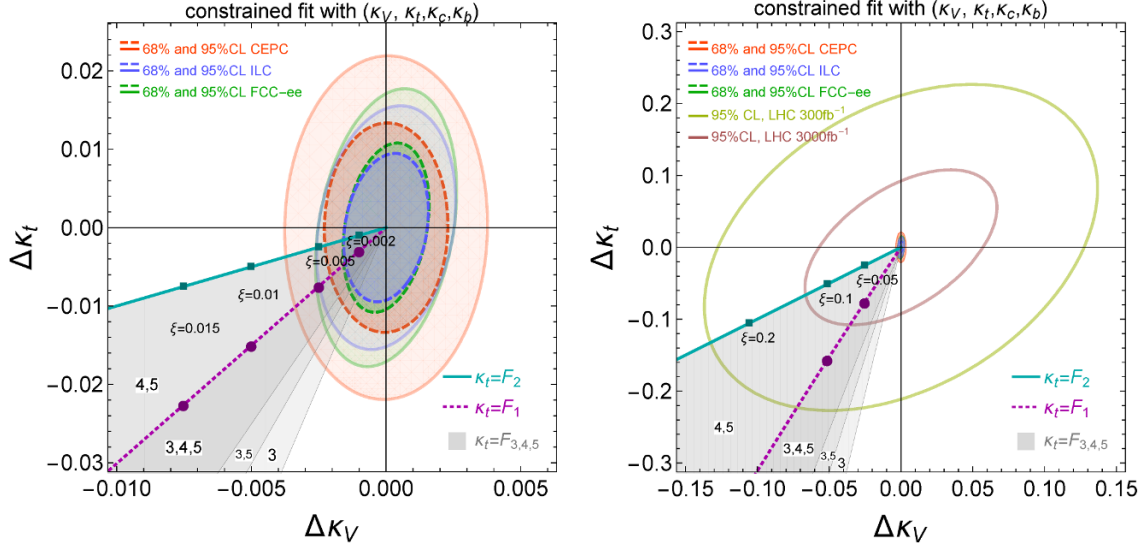 constrained fit with (κV, κt,κc,κb)
68% and 95%CL CEPC
68% and 95%CL ILC
68% and 95%CL FCC-ee
0.02
0.01
0.00
-0.01
-0.02
-0.03
Δκt
ξ=0.002
ξ=0.005
ξ=0.01
ξ=0.015
4,5
3,4,5
3,5
3
κt=F2
κt=F1
κt=F3,4,5
-0.010
-0.005
0.000
0.005
ΔκV
constrained fit with (κV, κt,κc,κb)
68% and 95%CL CEPC
68% and 95%CL ILC
68% and 95%CL FCC-ee
95% CL, LHC 300fb⁻¹
95%CL, LHC 3000fb⁻¹
0.3
0.2
0.1
0.0
-0.1
-0.2
-0.3
Δκt
ξ=0.05
ξ=0.1
ξ=0.2
4,5
3,4,5
3,5
3
κt=F2
κt=F1
κt=F3,4,5
-0.15
-0.10
-0.05
0.00
0.05
0.10
0.15
ΔκV